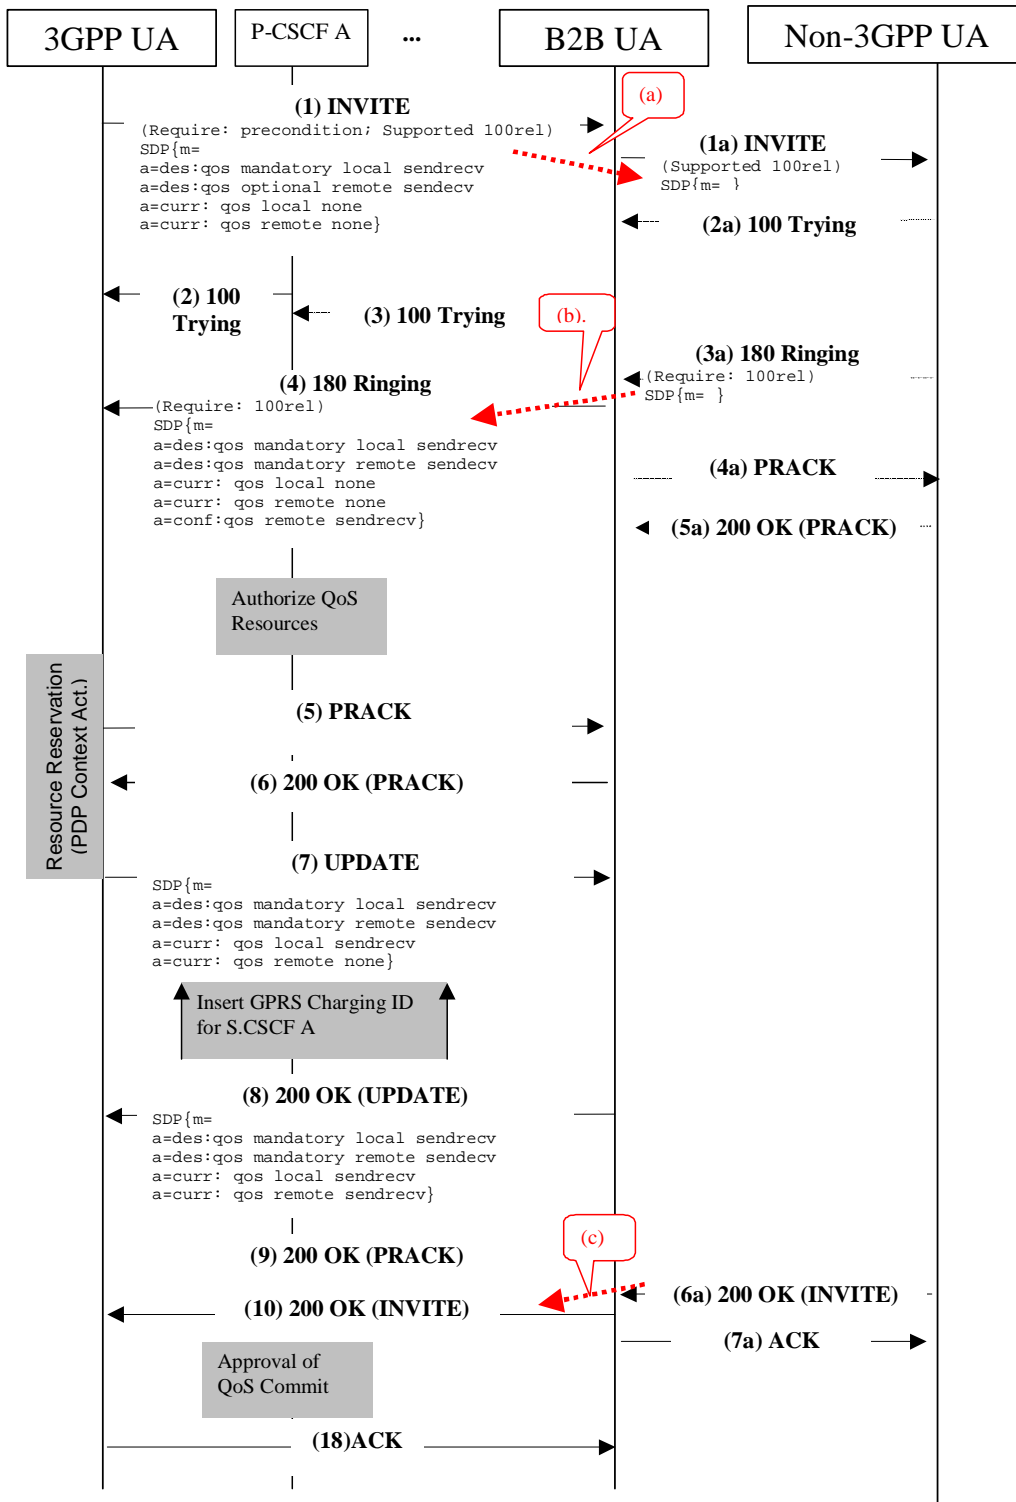 3GPP UA
P-CSCF A
...
B2B UA
Non-3GPP UA
(a)
(1) INVITE
(Require: precondition; Supported 100rel)
SDP{m=
a=des:qos mandatory local sendrecv
a=des:qos optional remote sendecv
a=curr: qos local none
a=curr: qos remote none}
(1a) INVITE
(Supported 100rel)
SDP{m= }
(2a) 100 Trying
(2) 100
Trying
(3) 100 Trying
(b).
(3a) 180 Ringing
(Require: 100rel)
SDP{m= }
(4) 180 Ringing
(Require: 100rel)
SDP{m=
a=des:qos mandatory local sendrecv
a=des:qos mandatory remote sendecv
a=curr: qos local none
a=curr: qos remote none
a=conf:qos remote sendrecv}
(4a) PRACK
(5a) 200 OK (PRACK)
Authorize QoS
Resources
Resource Reservation
(PDP Context Act.)
(5) PRACK
(6) 200 OK (PRACK)
(7) UPDATE
SDP{m=
a=des:qos mandatory local sendrecv
a=des:qos mandatory remote sendecv
a=curr: qos local sendrecv
a=curr: qos remote none}
Insert GPRS Charging ID
for S.CSCF A
(8) 200 OK (UPDATE)
SDP{m=
a=des:qos mandatory local sendrecv
a=des:qos mandatory remote sendecv
a=curr: qos local sendrecv
a=curr: qos remote sendrecv}
(c)
(9) 200 OK (PRACK)
(6a) 200 OK (INVITE)
(10) 200 OK (INVITE)
(7a) ACK
Approval of
QoS Commit
(18)ACK